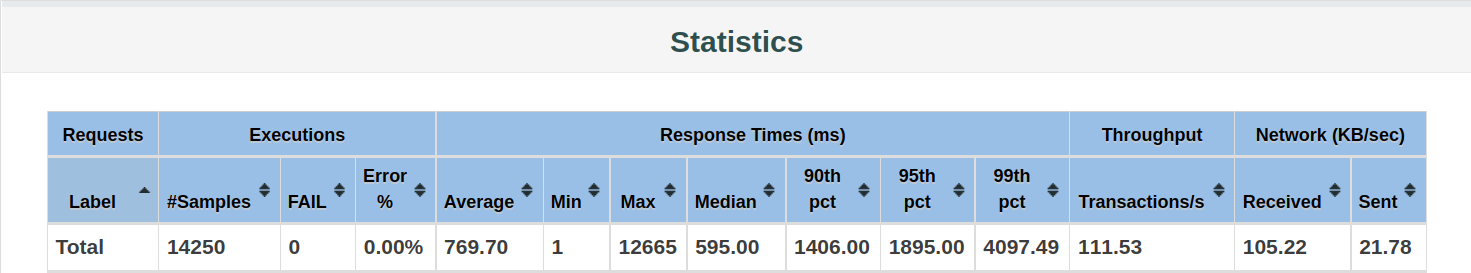 Statistics
Requests Executions Response Times (ms) Throughput Network (KB/sec)
Label #Samples FAIL Error % Average Min Max Median 90th pct 95th pct 99th pct Transactions/s Received Sent
Total 14250 0 0.00% 769.70 1 12665 595.00 1406.00 1895.00 4097.49 111.53 105.22 21.78